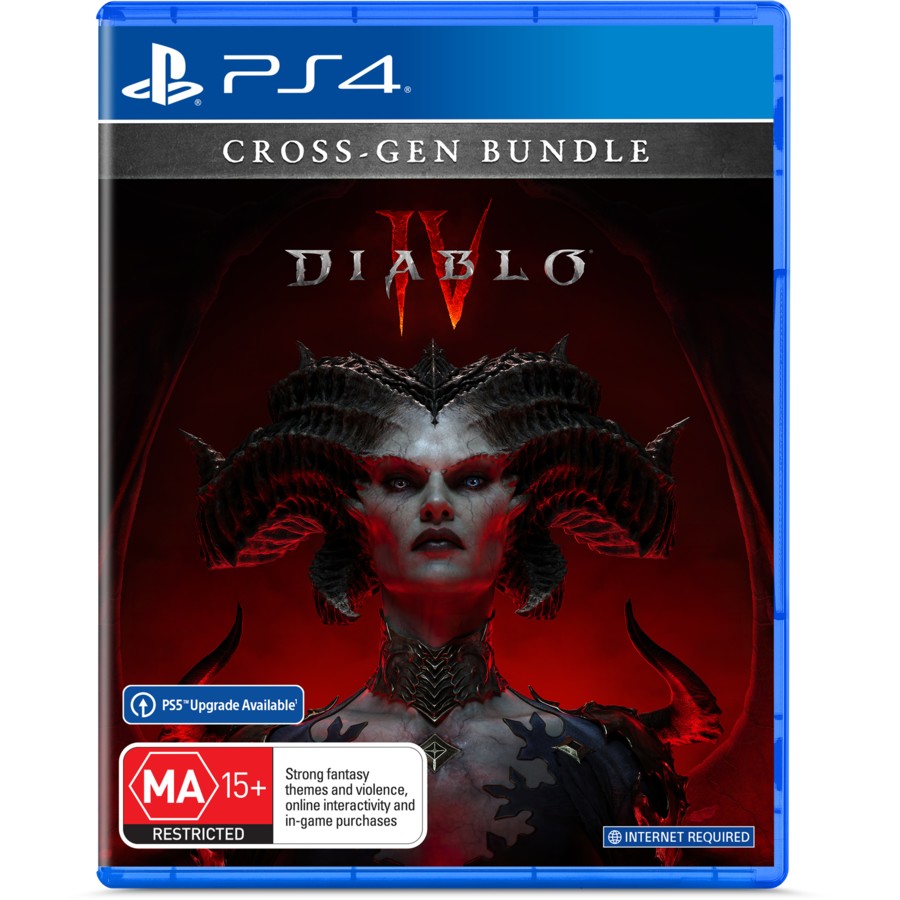 PS4®
CROSS-GEN BUNDLE
DIABLO®
IV
PS5™ Upgrade Available¹
MA 15+
RESTRICTED
Strong fantasy
themes and violence,
online interactivity and
in-game purchases
INTERNET REQUIRED